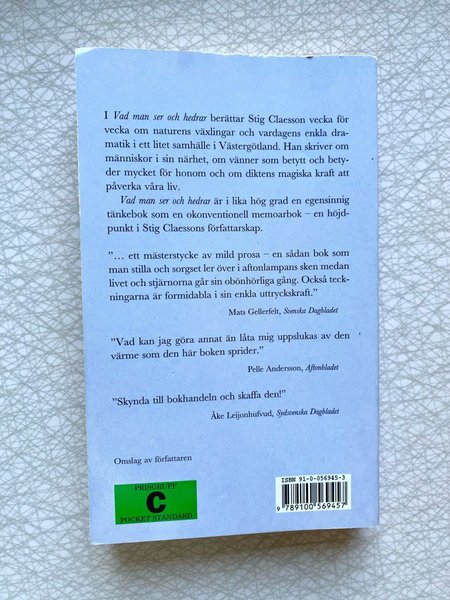 I Vad man ser och hedrar berättar Stig Claesson vecka för
vecka om naturens växlingar och vardagens enkla dra-
matik i ett litet samhälle i Västergötland. Han skriver om
människor i sin närhet, om vänner som betytt och bety-
der mycket för honom och om diktens magiska kraft att
påverka våra liv.
Vad man ser och hedrar är i lika hög grad en egensinnig
tänkebok som en okonventionell memoarbok – en höjd-
punkt i Stig Claessons författarskap.
”… ett mästerstycke av mild prosa – en sådan bok som
man stilla och sorgset ler över i aftonlampans sken medan
livet och stjärnorna går sin obönhörliga gång. Också teck-
ningarna är formidabla i sin enkla uttryckskraft.”
Mats Gellerfelt, Svenska Dagbladet
”Vad kan jag göra annat än låta mig uppslukas av den
värme som den här boken sprider.”
Pelle Andersson, Aftonbladet
”Skynda till bokhandeln och skaffa den!”
Åke Leijonhufvud, Sydsvenska Dagbladet
Omslag av författaren
PRISGRUPP
C
POCKET STANDARD
ISBN 91-0-056945-3
9 789100 569457